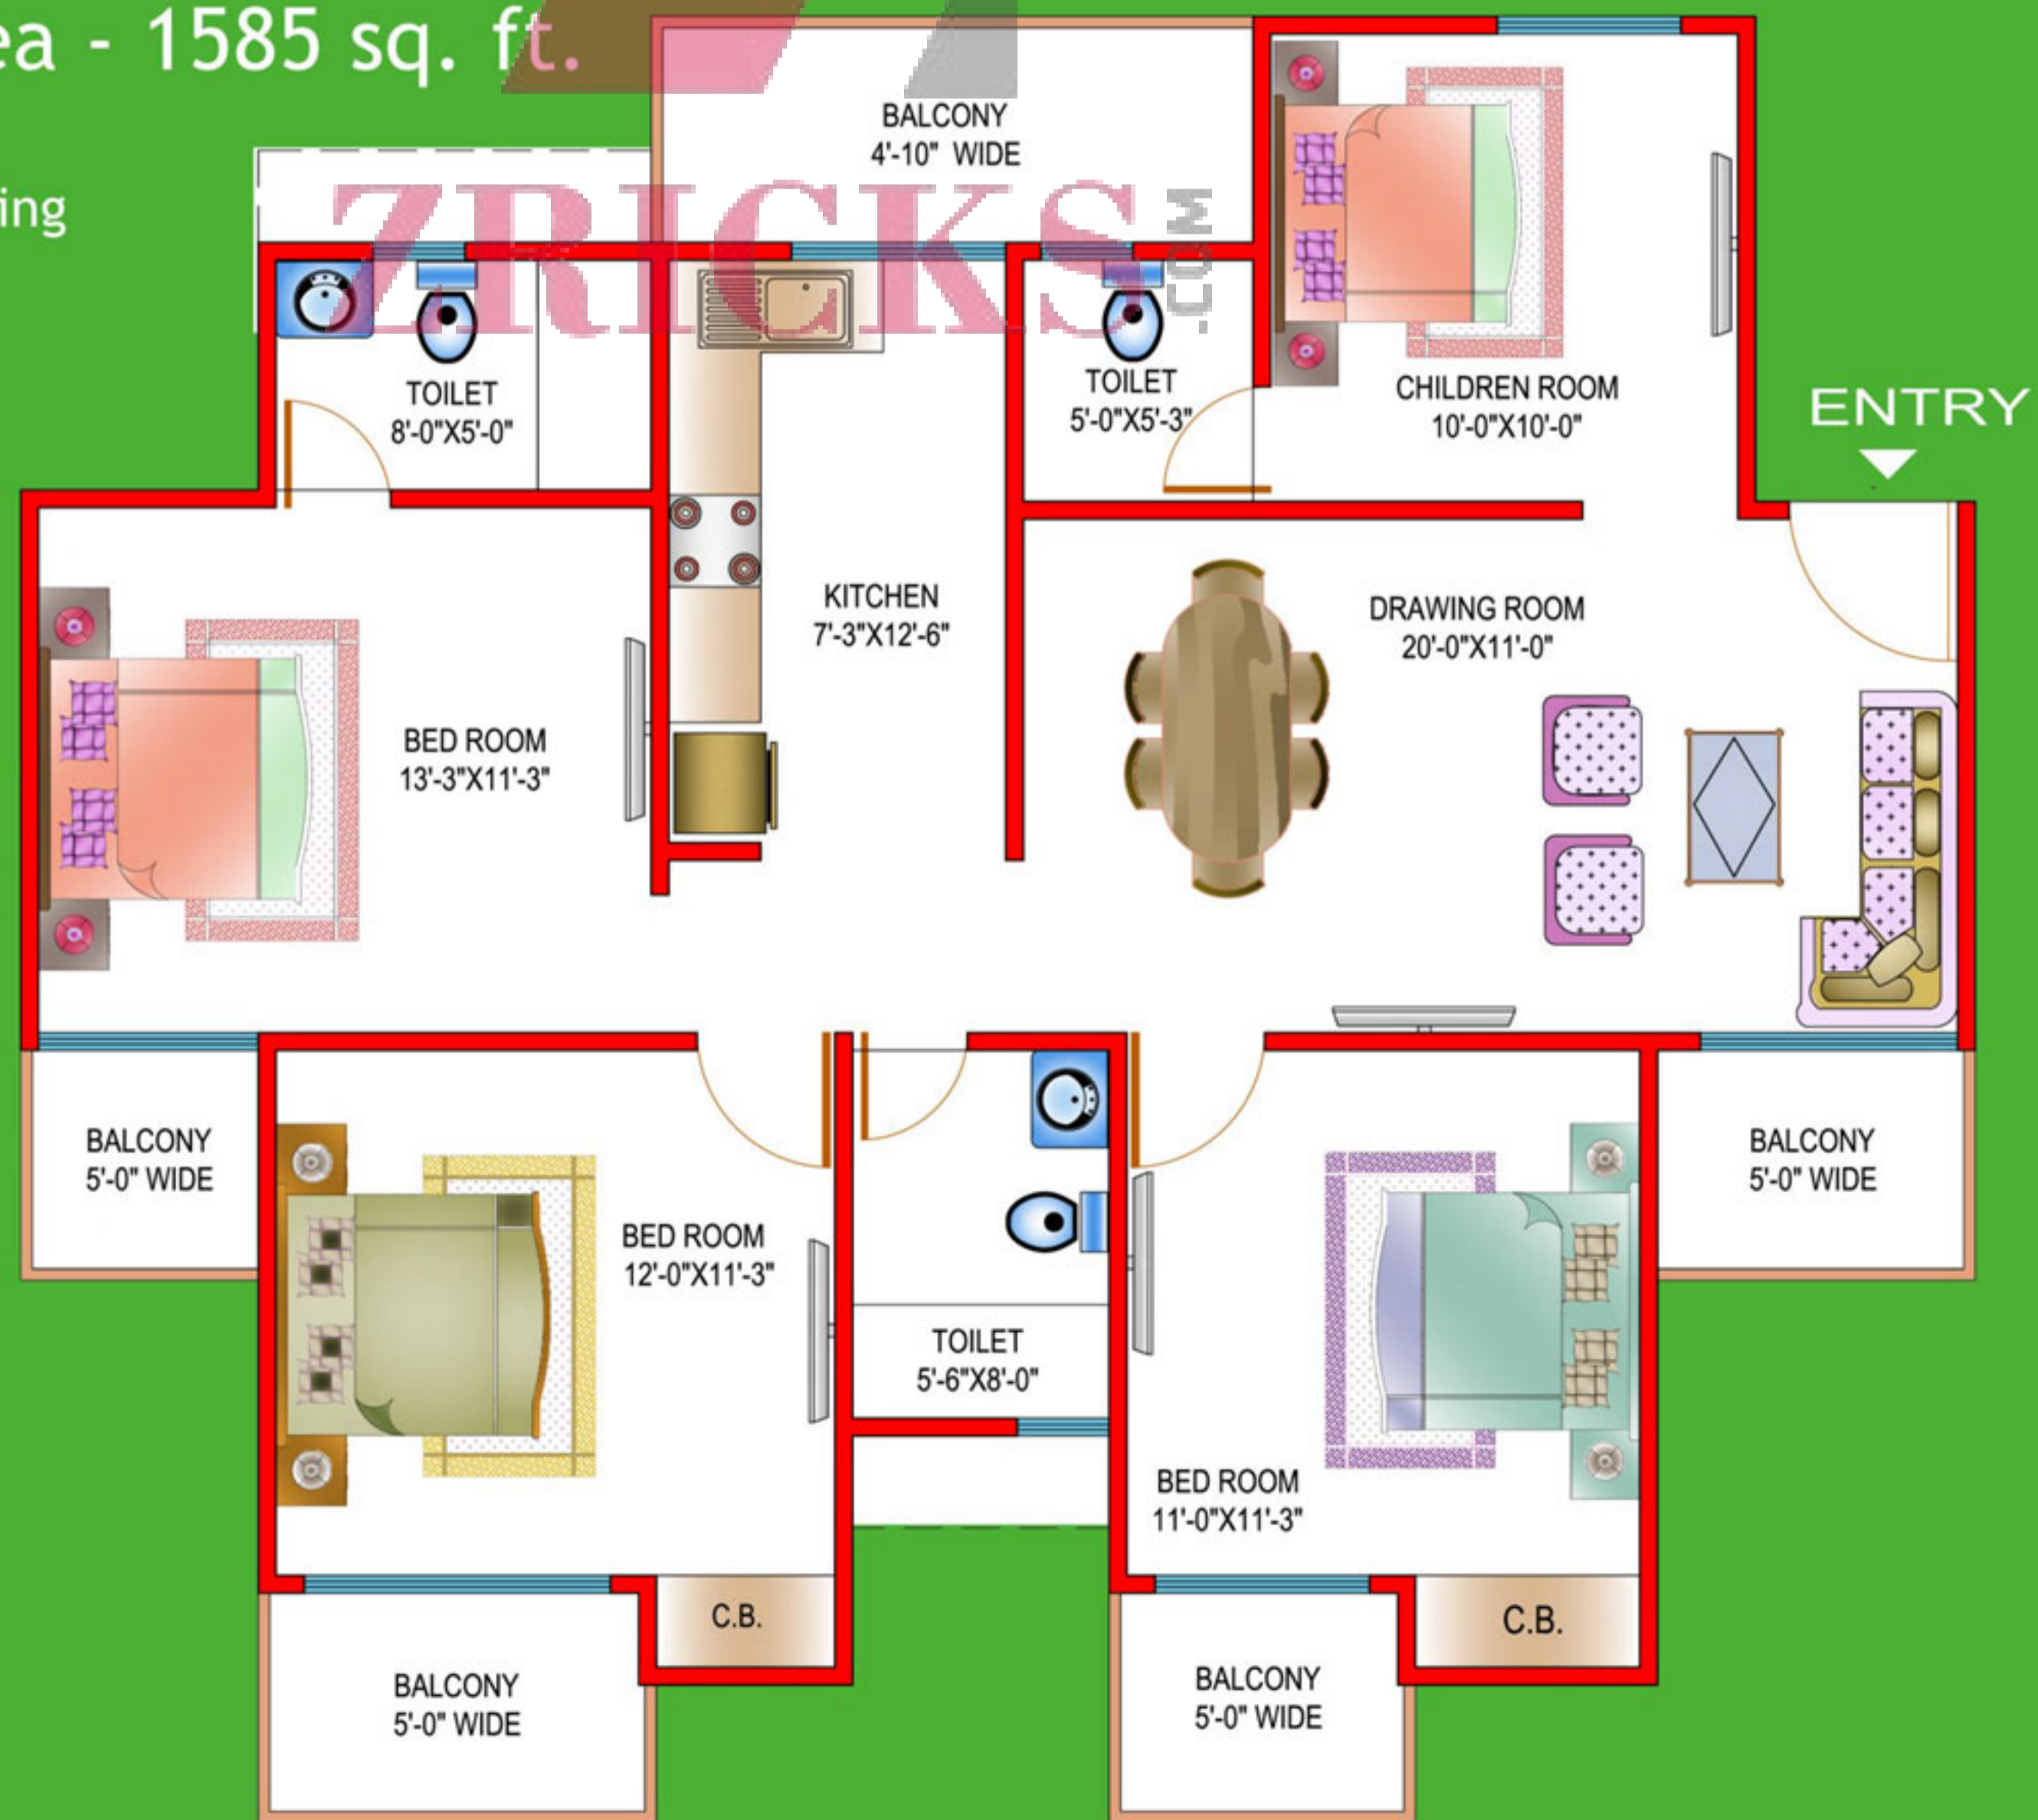 ea - 1585 sq. ft.
ing
ZRICKS
.COM
BALCONY
4'-10" WIDE
TOILET
8'-0"X5'-0"
TOILET
5'-0"X5'-3"
CHILDREN ROOM
10'-0"X10'-0"
ENTRY
KITCHEN
7'-3"X12'-6"
DRAWING ROOM
20'-0"X11'-0"
BED ROOM
13'-3"X11'-3"
BALCONY
5'-0" WIDE
BALCONY
5'-0" WIDE
BED ROOM
12'-0"X11'-3"
TOILET
5'-6"X8'-0"
BED ROOM
11'-0"X11'-3"
C.B.
C.B.
BALCONY
5'-0" WIDE
BALCONY
5'-0" WIDE